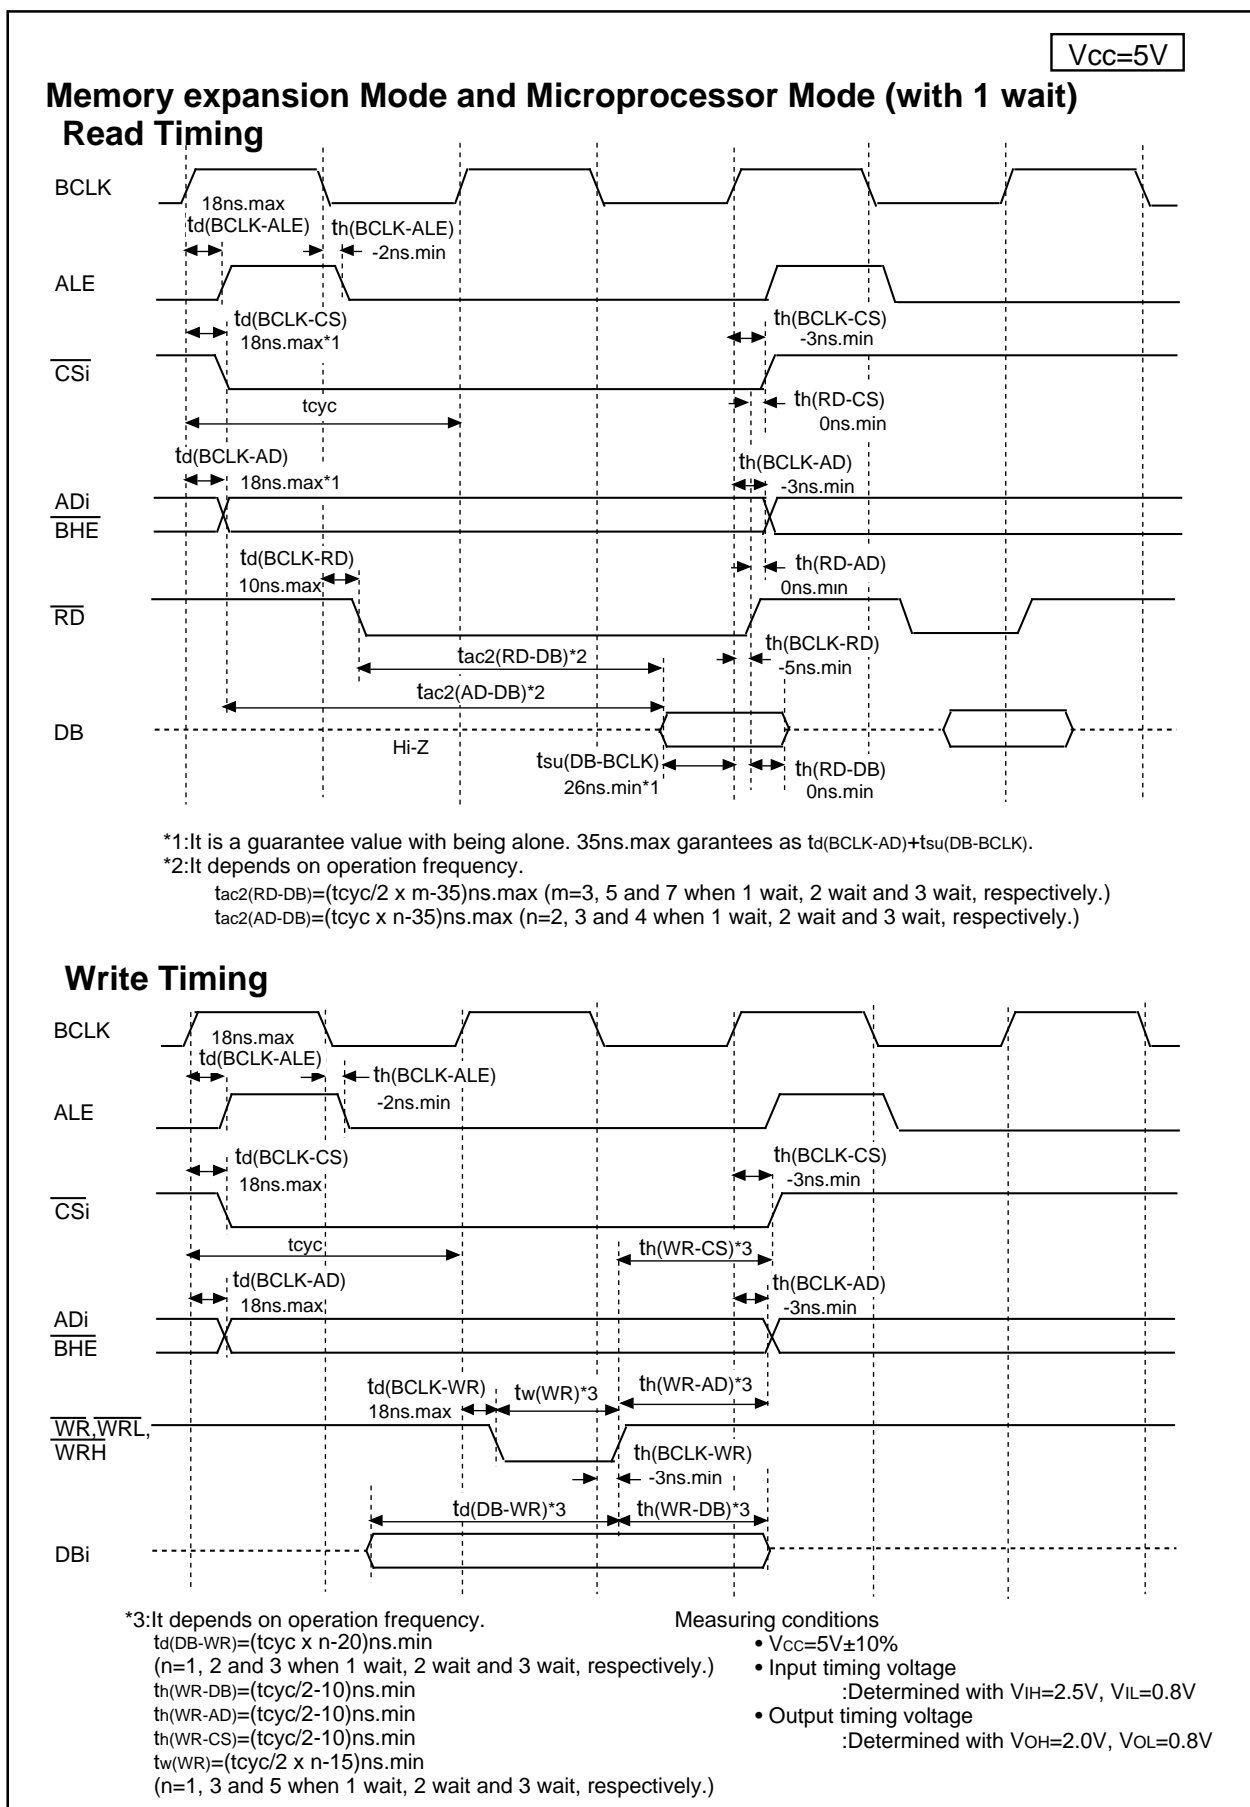 Vcc=5V
Memory expansion Mode and Microprocessor Mode (with 1 wait)
Read Timing
BCLK
18ns.max
td(BCLK-ALE)
th(BCLK-ALE)
-2ns.min
ALE
td(BCLK-CS)
18ns.max*1
th(BCLK-CS)
-3ns.min
CSi
tcyc
th(RD-CS)
0ns.min
td(BCLK-AD)
18ns.max*1
th(BCLK-AD)
-3ns.min
ADi
BHE
td(BCLK-RD)
10ns.max
th(RD-AD)
0ns.min
RD
th(BCLK-RD)
-5ns.min
tac2(RD-DB)*2
tac2(AD-DB)*2
DB
Hi-Z
tsu(DB-BCLK)
26ns.min*1
th(RD-DB)
0ns.min
*1:It is a guarantee value with being alone. 35ns.max garantees as td(BCLK-AD)+tsu(DB-BCLK).
*2:It depends on operation frequency.
tac2(RD-DB)=(tcyc/2 x m-35)ns.max (m=3, 5 and 7 when 1 wait, 2 wait and 3 wait, respectively.)
tac2(AD-DB)=(tcyc x n-35)ns.max (n=2, 3 and 4 when 1 wait, 2 wait and 3 wait, respectively.)
Write Timing
BCLK
18ns.max
td(BCLK-ALE)
th(BCLK-ALE)
-2ns.min
ALE
td(BCLK-CS)
18ns.max
th(BCLK-CS)
-3ns.min
CSi
tcyc
th(WR-CS)*3
td(BCLK-AD)
18ns.max
th(BCLK-AD)
-3ns.min
ADi
BHE
td(BCLK-WR)
18ns.max
tw(WR)*3
th(WR-AD)*3
WR,WRL,
WRH
th(BCLK-WR)
-3ns.min
td(DB-WR)*3
th(WR-DB)*3
DBi
*3:It depends on operation frequency.
td(DB-WR)=(tcyc x n-20)ns.min
(n=1, 2 and 3 when 1 wait, 2 wait and 3 wait, respectively.)
th(WR-DB)=(tcyc/2-10)ns.min
th(WR-AD)=(tcyc/2-10)ns.min
th(WR-CS)=(tcyc/2-10)ns.min
tw(WR)=(tcyc/2 x n-15)ns.min
(n=1, 3 and 5 when 1 wait, 2 wait and 3 wait, respectively.)
Measuring conditions
• VCC=5V±10%
• Input timing voltage
:Determined with VIH=2.5V, VIL=0.8V
• Output timing voltage
:Determined with VOH=2.0V, VOL=0.8V